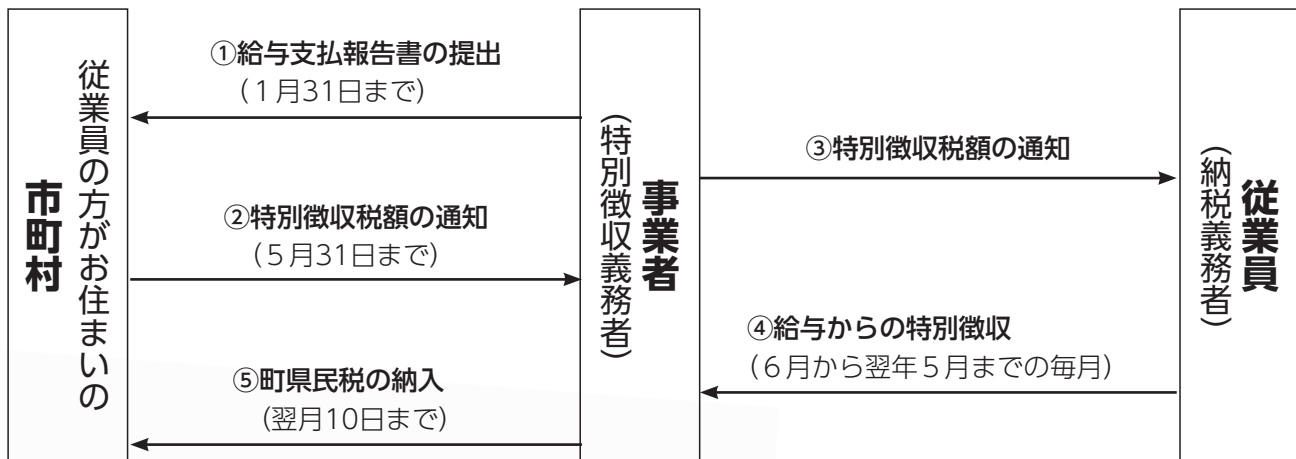 従業員の方がお住まいの
市町村
①給与支払報告書の提出
（１月31日まで）
②特別徴収税額の通知
（５月31日まで）
⑤町県民税の納入
（翌月10日まで）
事業者
（特別徴収義務者）
③特別徴収税額の通知
④給与からの特別徴収
（６月から翌年５月までの毎月）
従業員
（納税義務者）